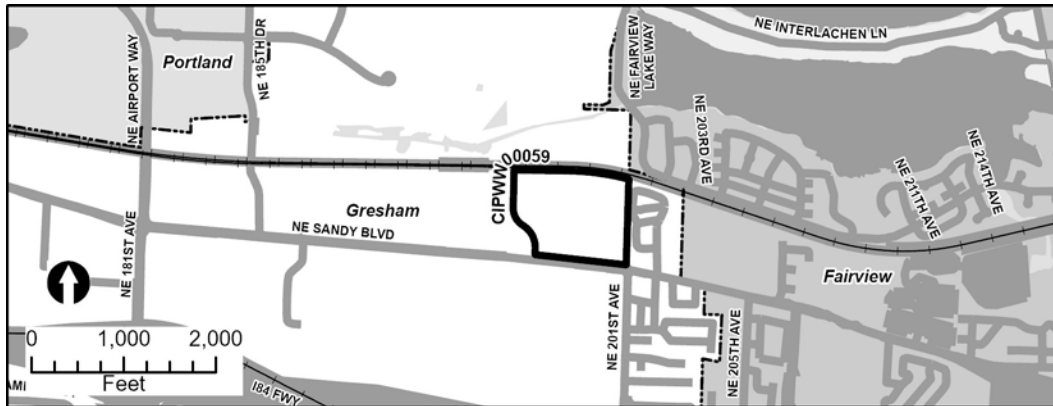 NE INTERLACHEN LN
Portland
NE AIRPORT WAY
NE 185TH DR
NE FAIRVIEW
LAKE WAY
NE 203RD AVE
NE 211TH AVE
NE 214TH AVE
CIPWW00059
Gresham
NE SANDY BLVD
NE 181ST AVE
Fairview
NE 201ST AVE
NE 205TH AVE
0 1,000 2,000
Feet
I84 FWY